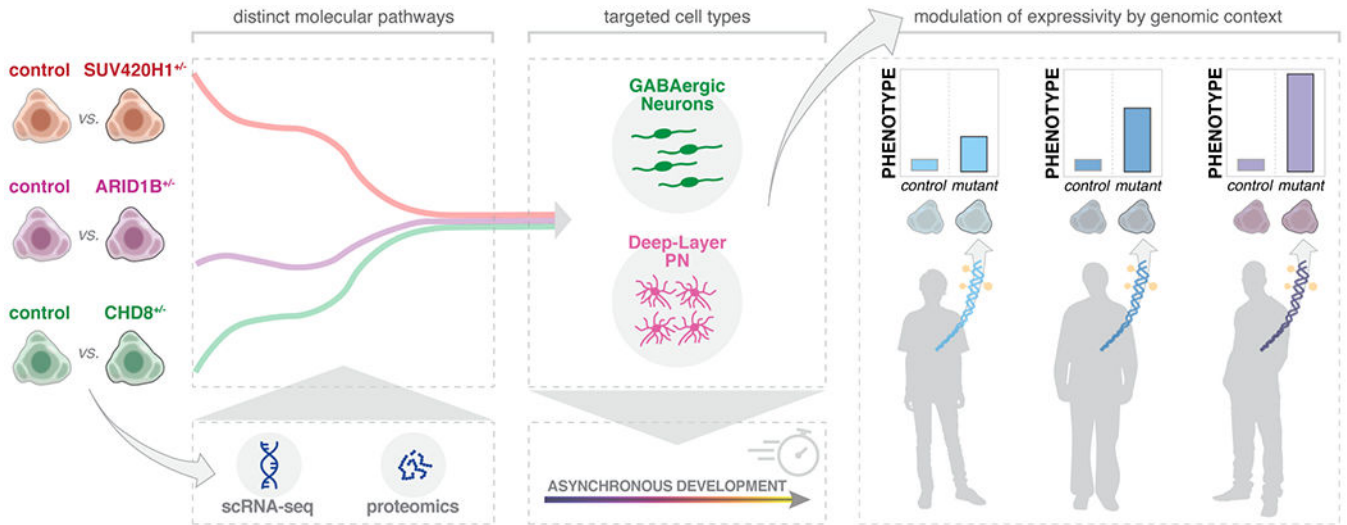 distinct molecular pathways
targeted cell types
modulation of expressivity by genomic context
control SUV420H1+/-
vs.
control ARID1B+/-
vs.
control CHD8+/-
vs.
scRNA-seq
proteomics
GABAergic
Neurons
Deep-Layer
PN
ASYNCHRONOUS DEVELOPMENT
PHENOTYPE
control mutant
PHENOTYPE
control mutant
PHENOTYPE
control mutant